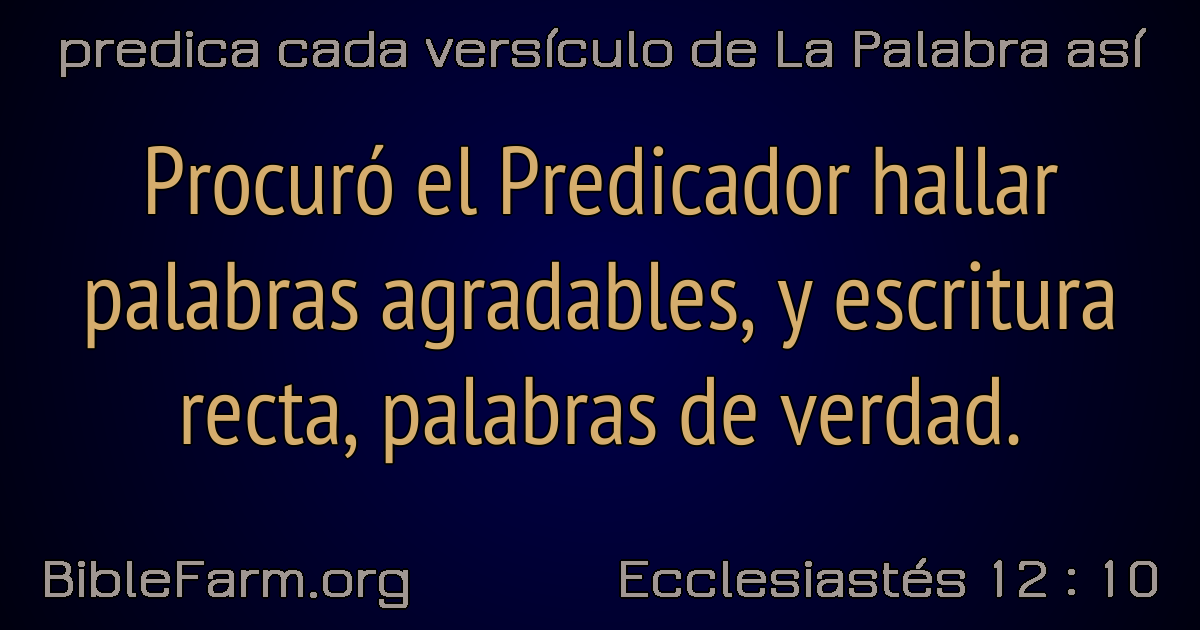 predica cada versículo de La Palabra así
Procuró el Predicador hallar
palabras agradables, y escritura
recta, palabras de verdad.
BibleFarm.org
Ecclesiastés 12 : 10